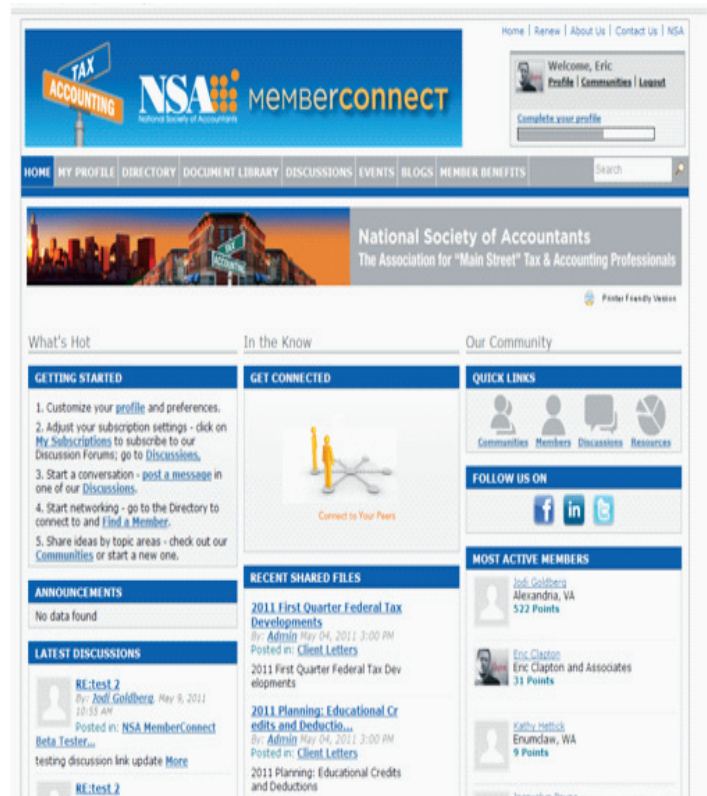 Home | Renew | About Us | Contact Us | NSA
TAX
ACCOUNTING
NSA
National Society of Accountants
MEMBERCONNECT
Welcome, Eric
Profile | Communities | Logout
Complete your profile
HOME MY PROFILE DIRECTORY DOCUMENT LIBRARY DISCUSSIONS EVENTS BLOGS MEMBER BENEFITS
Search
TAX
ACCOUNTING
National Society of Accountants
The Association for "Main Street" Tax & Accounting Professionals
Printer Friendly Version
What's Hot
GETTING STARTED
1. Customize your profile and preferences.
2. Adjust your subscription settings - click on
My Subscriptions to subscribe to our
Discussion Forums; go to Discussions.
3. Start a conversation - post a message in
one of our Discussions.
4. Start networking - go to the Directory to
connect to and Find a Member.
5. Share ideas by topic areas - check out our
Communities or start a new one.
ANNOUNCEMENTS
No data found
LATEST DISCUSSIONS
RE:test 2
By: Jodi Goldberg, May 9, 2011
10:55 AM
Posted in: NSA MemberConnect
Beta Tester...
testing discussion link update More
RE:test 2
In the Know
GET CONNECTED
Connect to Your Peers
RECENT SHARED FILES
2011 First Quarter Federal Tax
Developments
By: Admin May 04, 2011 3:00 PM
Posted in: Client Letters
2011 First Quarter Federal Tax Dev
elopments
2011 Planning: Educational Cr
edits and Deductio...
By: Admin May 04, 2011 3:00 PM
Posted in: Client Letters
2011 Planning: Educational Credits
and Deductions
Our Community
QUICK LINKS
Communities Members Discussions Resources
FOLLOW US ON
f in t
MOST ACTIVE MEMBERS
Jodi Goldberg
Alexandria, VA
522 Points
Eric Clapton
Eric Clapton and Associates
31 Points
Kathy Hettick
Enumclaw, WA
9 Points